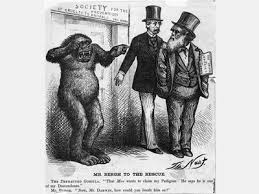 SOCIETY FOR THE
PREVENTION
MR. BERGH TO THE RESCUE.
THE DEFRAUDED GORILLA. "That Man wants to claim my Pedigree. He says he is one
of my Descendants."
MR. BERGH. "Now, Mr. DARWIN, how could you insult him so?"
Th: Nast